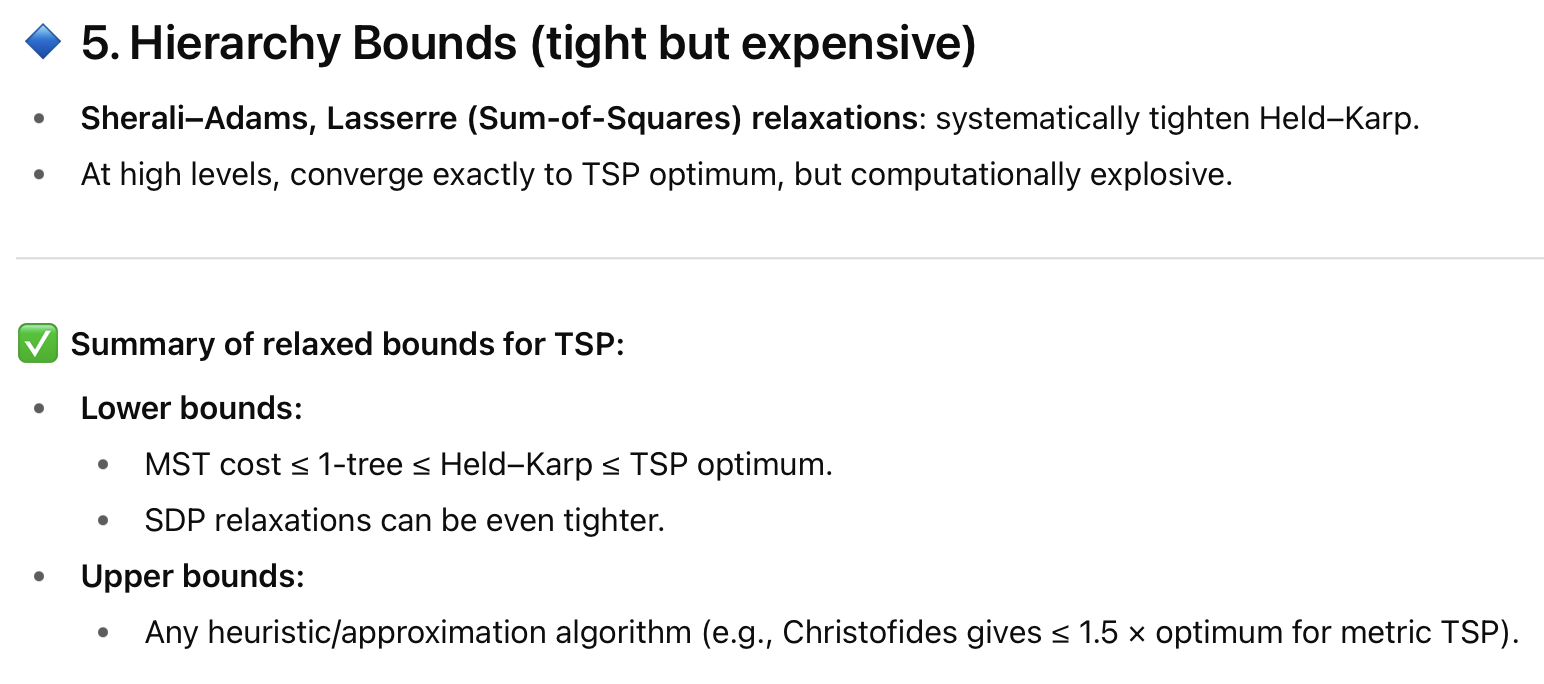 5. Hierarchy Bounds (tight but expensive)
Sherali–Adams, Lasserre (Sum-of-Squares) relaxations: systematically tighten Held–Karp.
At high levels, converge exactly to TSP optimum, but computationally explosive.
Summary of relaxed bounds for TSP:
Lower bounds:
MST cost ≤ 1-tree ≤ Held–Karp ≤ TSP optimum.
SDP relaxations can be even tighter.
Upper bounds:
Any heuristic/approximation algorithm (e.g., Christofides gives ≤ 1.5 × optimum for metric TSP).